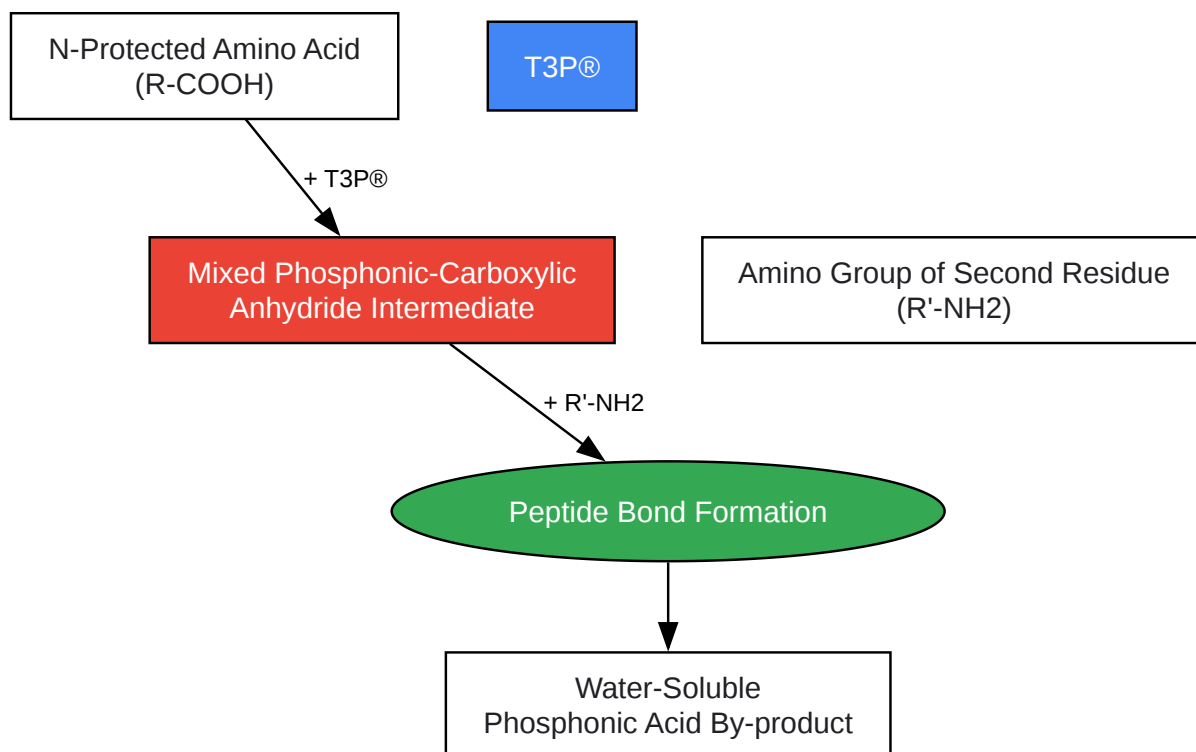 N-Protected Amino Acid
(R-COOH)
T3P®
+ T3P®
Mixed Phosphonic-Carboxylic
Anhydride Intermediate
Amino Group of Second Residue
(R'-NH2)
+ R'-NH2
Peptide Bond Formation
Water-Soluble
Phosphonic Acid By-product